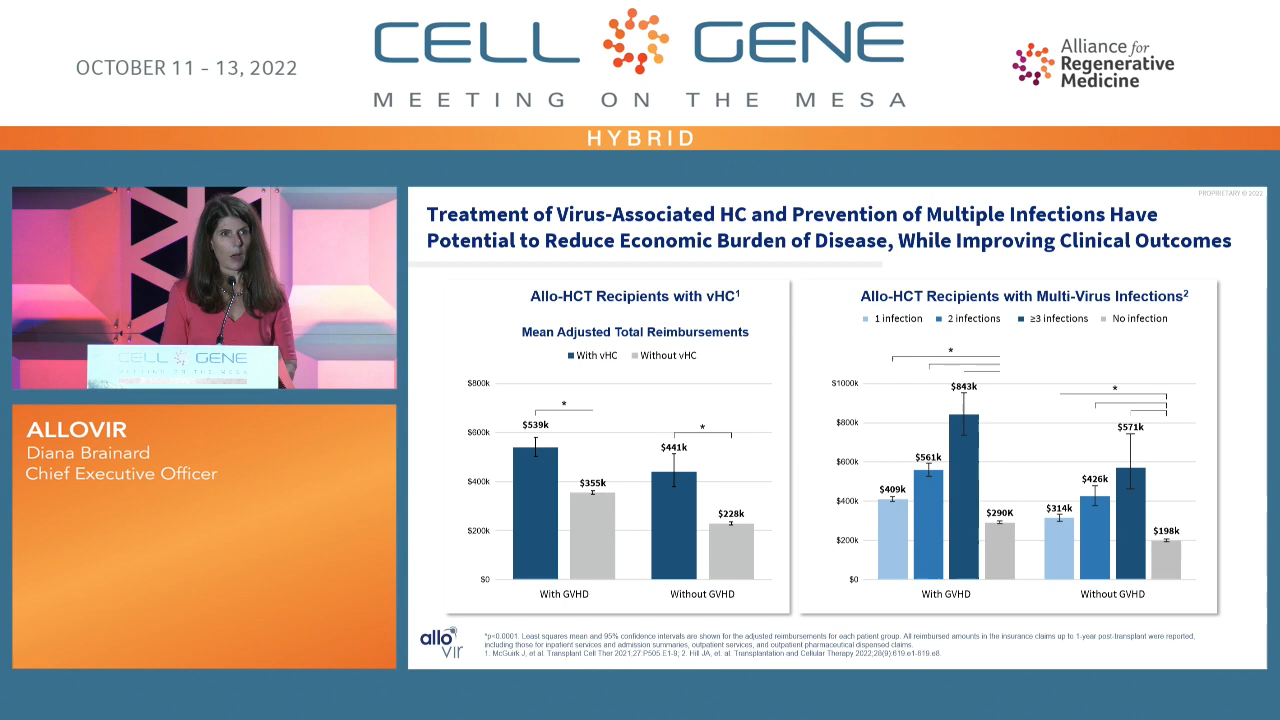 OCTOBER 11 - 13, 2022
CELL GENE
MEETING ON THE MESA
Alliance for
Regenerative
Medicine
HYBRID
CELL GENE
MEETING ON THE MESA
ALLOVIR
Diana Brainard
Chief Executive Officer
PROPRIETARY © 2022
Treatment of Virus-Associated HC and Prevention of Multiple Infections Have
Potential to Reduce Economic Burden of Disease, While Improving Clinical Outcomes
Allo-HCT Recipients with vHC1
Mean Adjusted Total Reimbursements
With vHC Without vHC
$800k
$600k
$400k
$200k
$0
*
*
$539k
$355k
$441k
$228k
With GVHD
Without GVHD
Allo-HCT Recipients with Multi-Virus Infections2
1 infection 2 infections ≥3 infections No infection
$1000k
$800k
$600k
$400k
$200k
$0
*
*
$409k
$561k
$843k
$290K
$314k
$426k
$571k
$198k
With GVHD
Without GVHD
allo
vir
*p<0.0001. Least squares mean and 95% confidence intervals are shown for the adjusted reimbursements for each patient group. All reimbursed amounts in the insurance claims up to 1-year post-transplant were reported,
including those for inpatient services and admission summaries, outpatient services, and outpatient pharmaceutical dispensed claims.
1. McGuirk J, et al. Transplant Cell Ther 2021;27 P505.E1-9; 2. Hill JA, et. al. Transplantation and Cellular Therapy 2022;28(9):619.e1-619.e8.